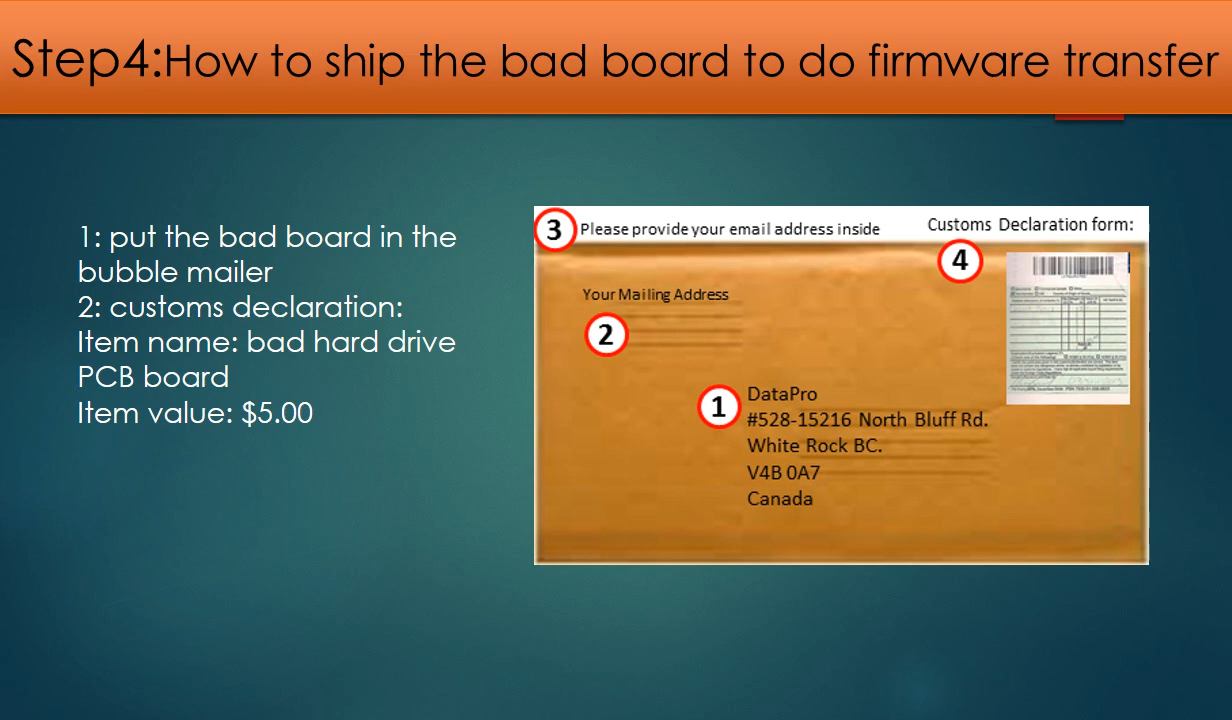 Step4:How to ship the bad board to do firmware transfer
1: put the bad board in the
bubble mailer
2: customs declaration:
Item name: bad hard drive
PCB board
Item value: $5.00
3 Please provide your email address inside
Customs Declaration form:
4
Your Mailing Address
2
1 DataPro
#528-15216 North Bluff Rd.
White Rock BC.
V4B 0A7
Canada